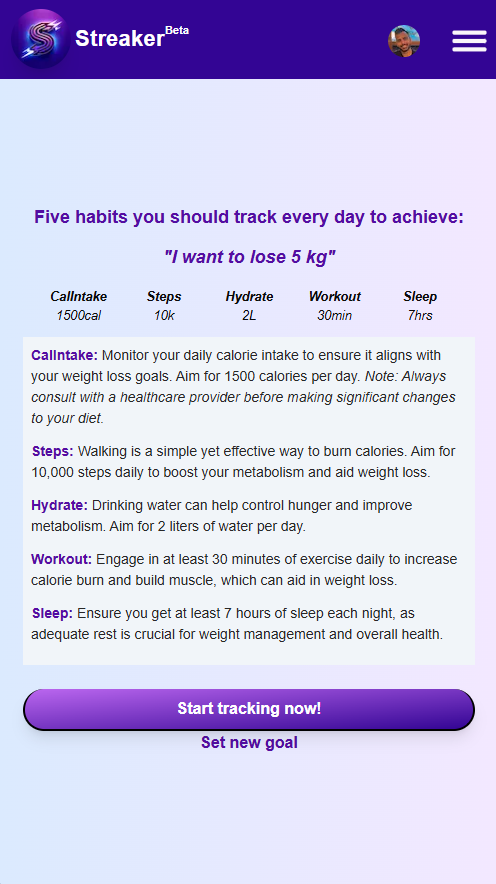 Streaker Beta
Five habits you should track every day to achieve:
"I want to lose 5 kg"
CalIntake Steps Hydrate Workout Sleep
1500cal 10k 2L 30min 7hrs
CalIntake: Monitor your daily calorie intake to ensure it aligns with
your weight loss goals. Aim for 1500 calories per day. Note: Always
consult with a healthcare provider before making significant changes
to your diet.
Steps: Walking is a simple yet effective way to burn calories. Aim for
10,000 steps daily to boost your metabolism and aid weight loss.
Hydrate: Drinking water can help control hunger and improve
metabolism. Aim for 2 liters of water per day.
Workout: Engage in at least 30 minutes of exercise daily to increase
calorie burn and build muscle, which can aid in weight loss.
Sleep: Ensure you get at least 7 hours of sleep each night, as
adequate rest is crucial for weight management and overall health.
Start tracking now!
Set new goal